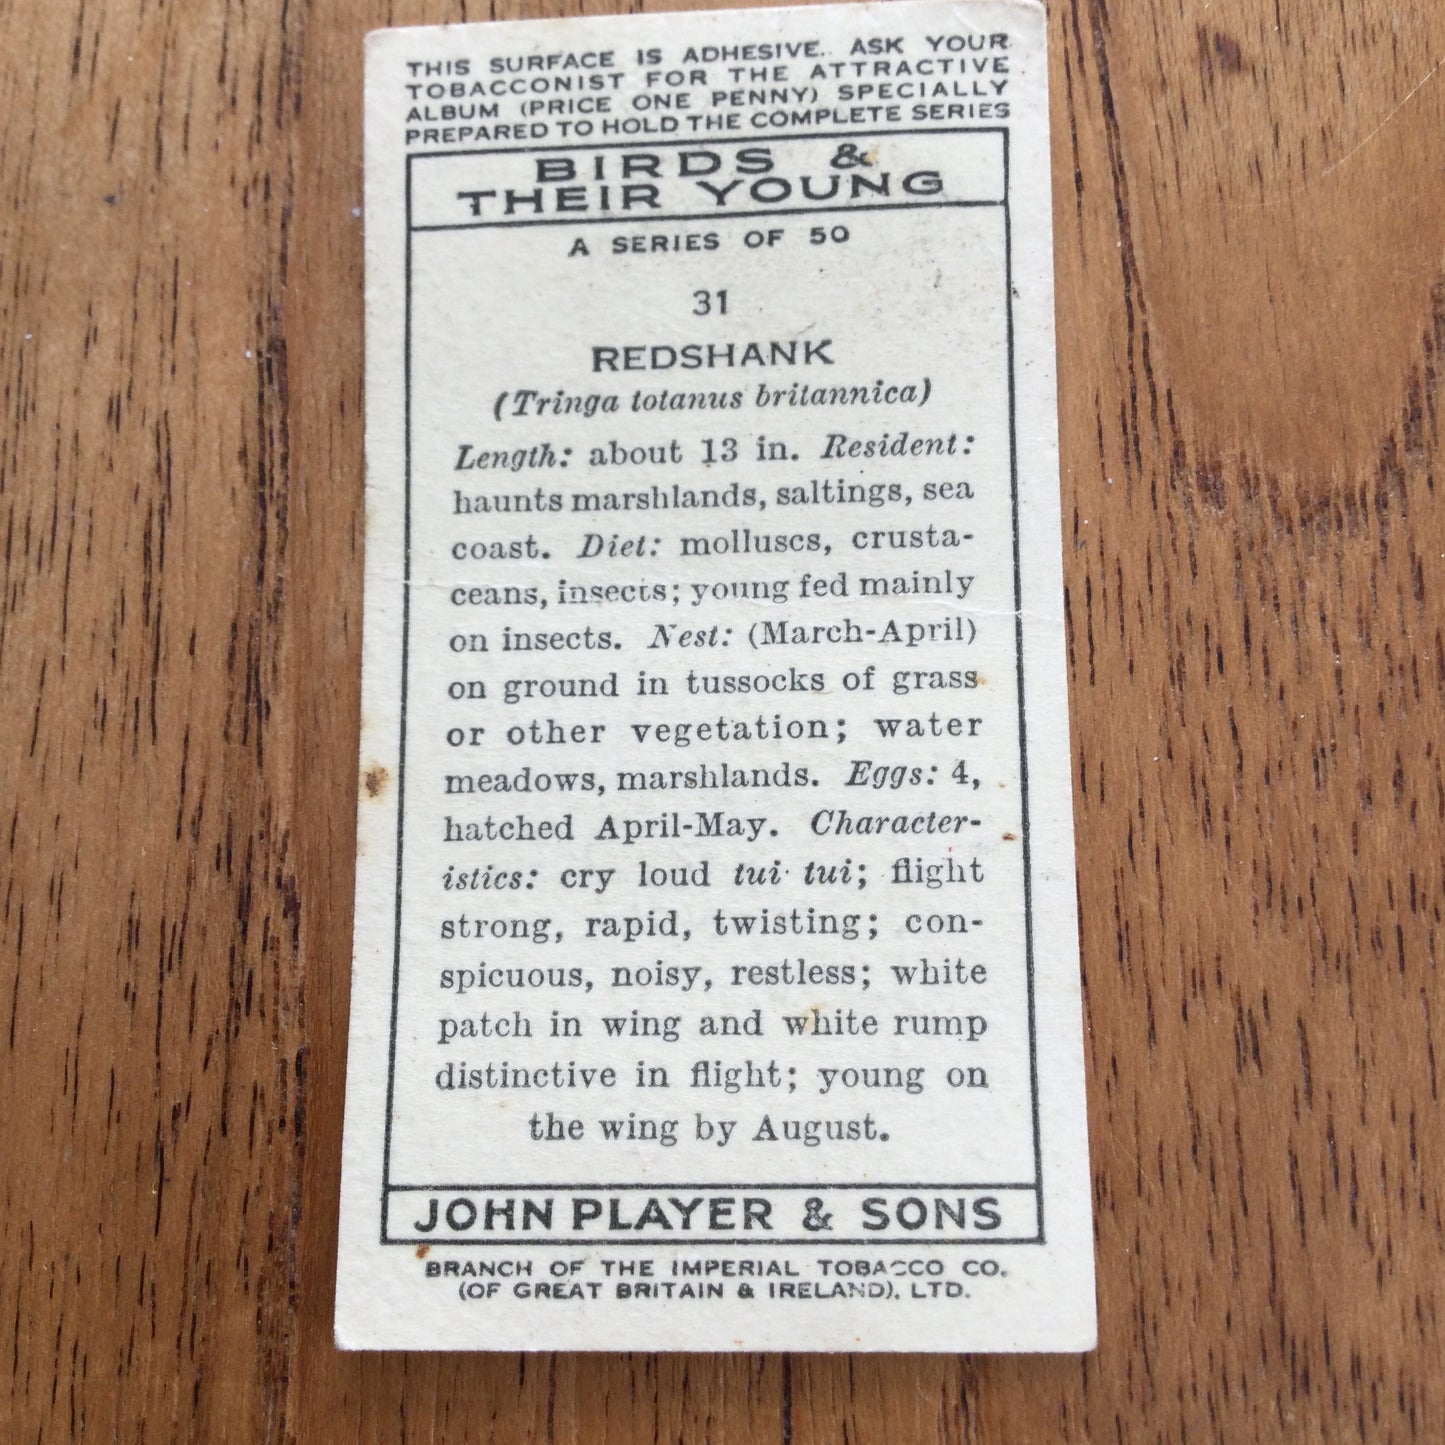 THIS SURFACE IS ADHESIVE. ASK YOUR
TOBACCONIST FOR THE ATTRACTIVE
ALBUM (PRICE ONE PENNY) SPECIALLY
PREPARED TO HOLD THE COMPLETE SERIES
BIRDS &
THEIR YOUNG
A SERIES OF 50
31
REDSHANK
(Tringa totanus britannica)
Length: about 13 in. Resident:
haunts marshlands, saltings, sea
coast. Diet: molluscs, crusta-
ceans, insects; young fed mainly
on insects. Nest: (March-April)
on ground in tussocks of grass
or other vegetation; water
meadows, marshlands. Eggs: 4,
hatched April-May. Character-
istics: cry loud tui tui; flight
strong, rapid, twisting; con-
spicuous, noisy, restless; white
patch in wing and white rump
distinctive in flight; young on
the wing by August.
JOHN PLAYER & SONS
BRANCH OF THE IMPERIAL TOBACCO CO.
(OF GREAT BRITAIN & IRELAND), LTD.